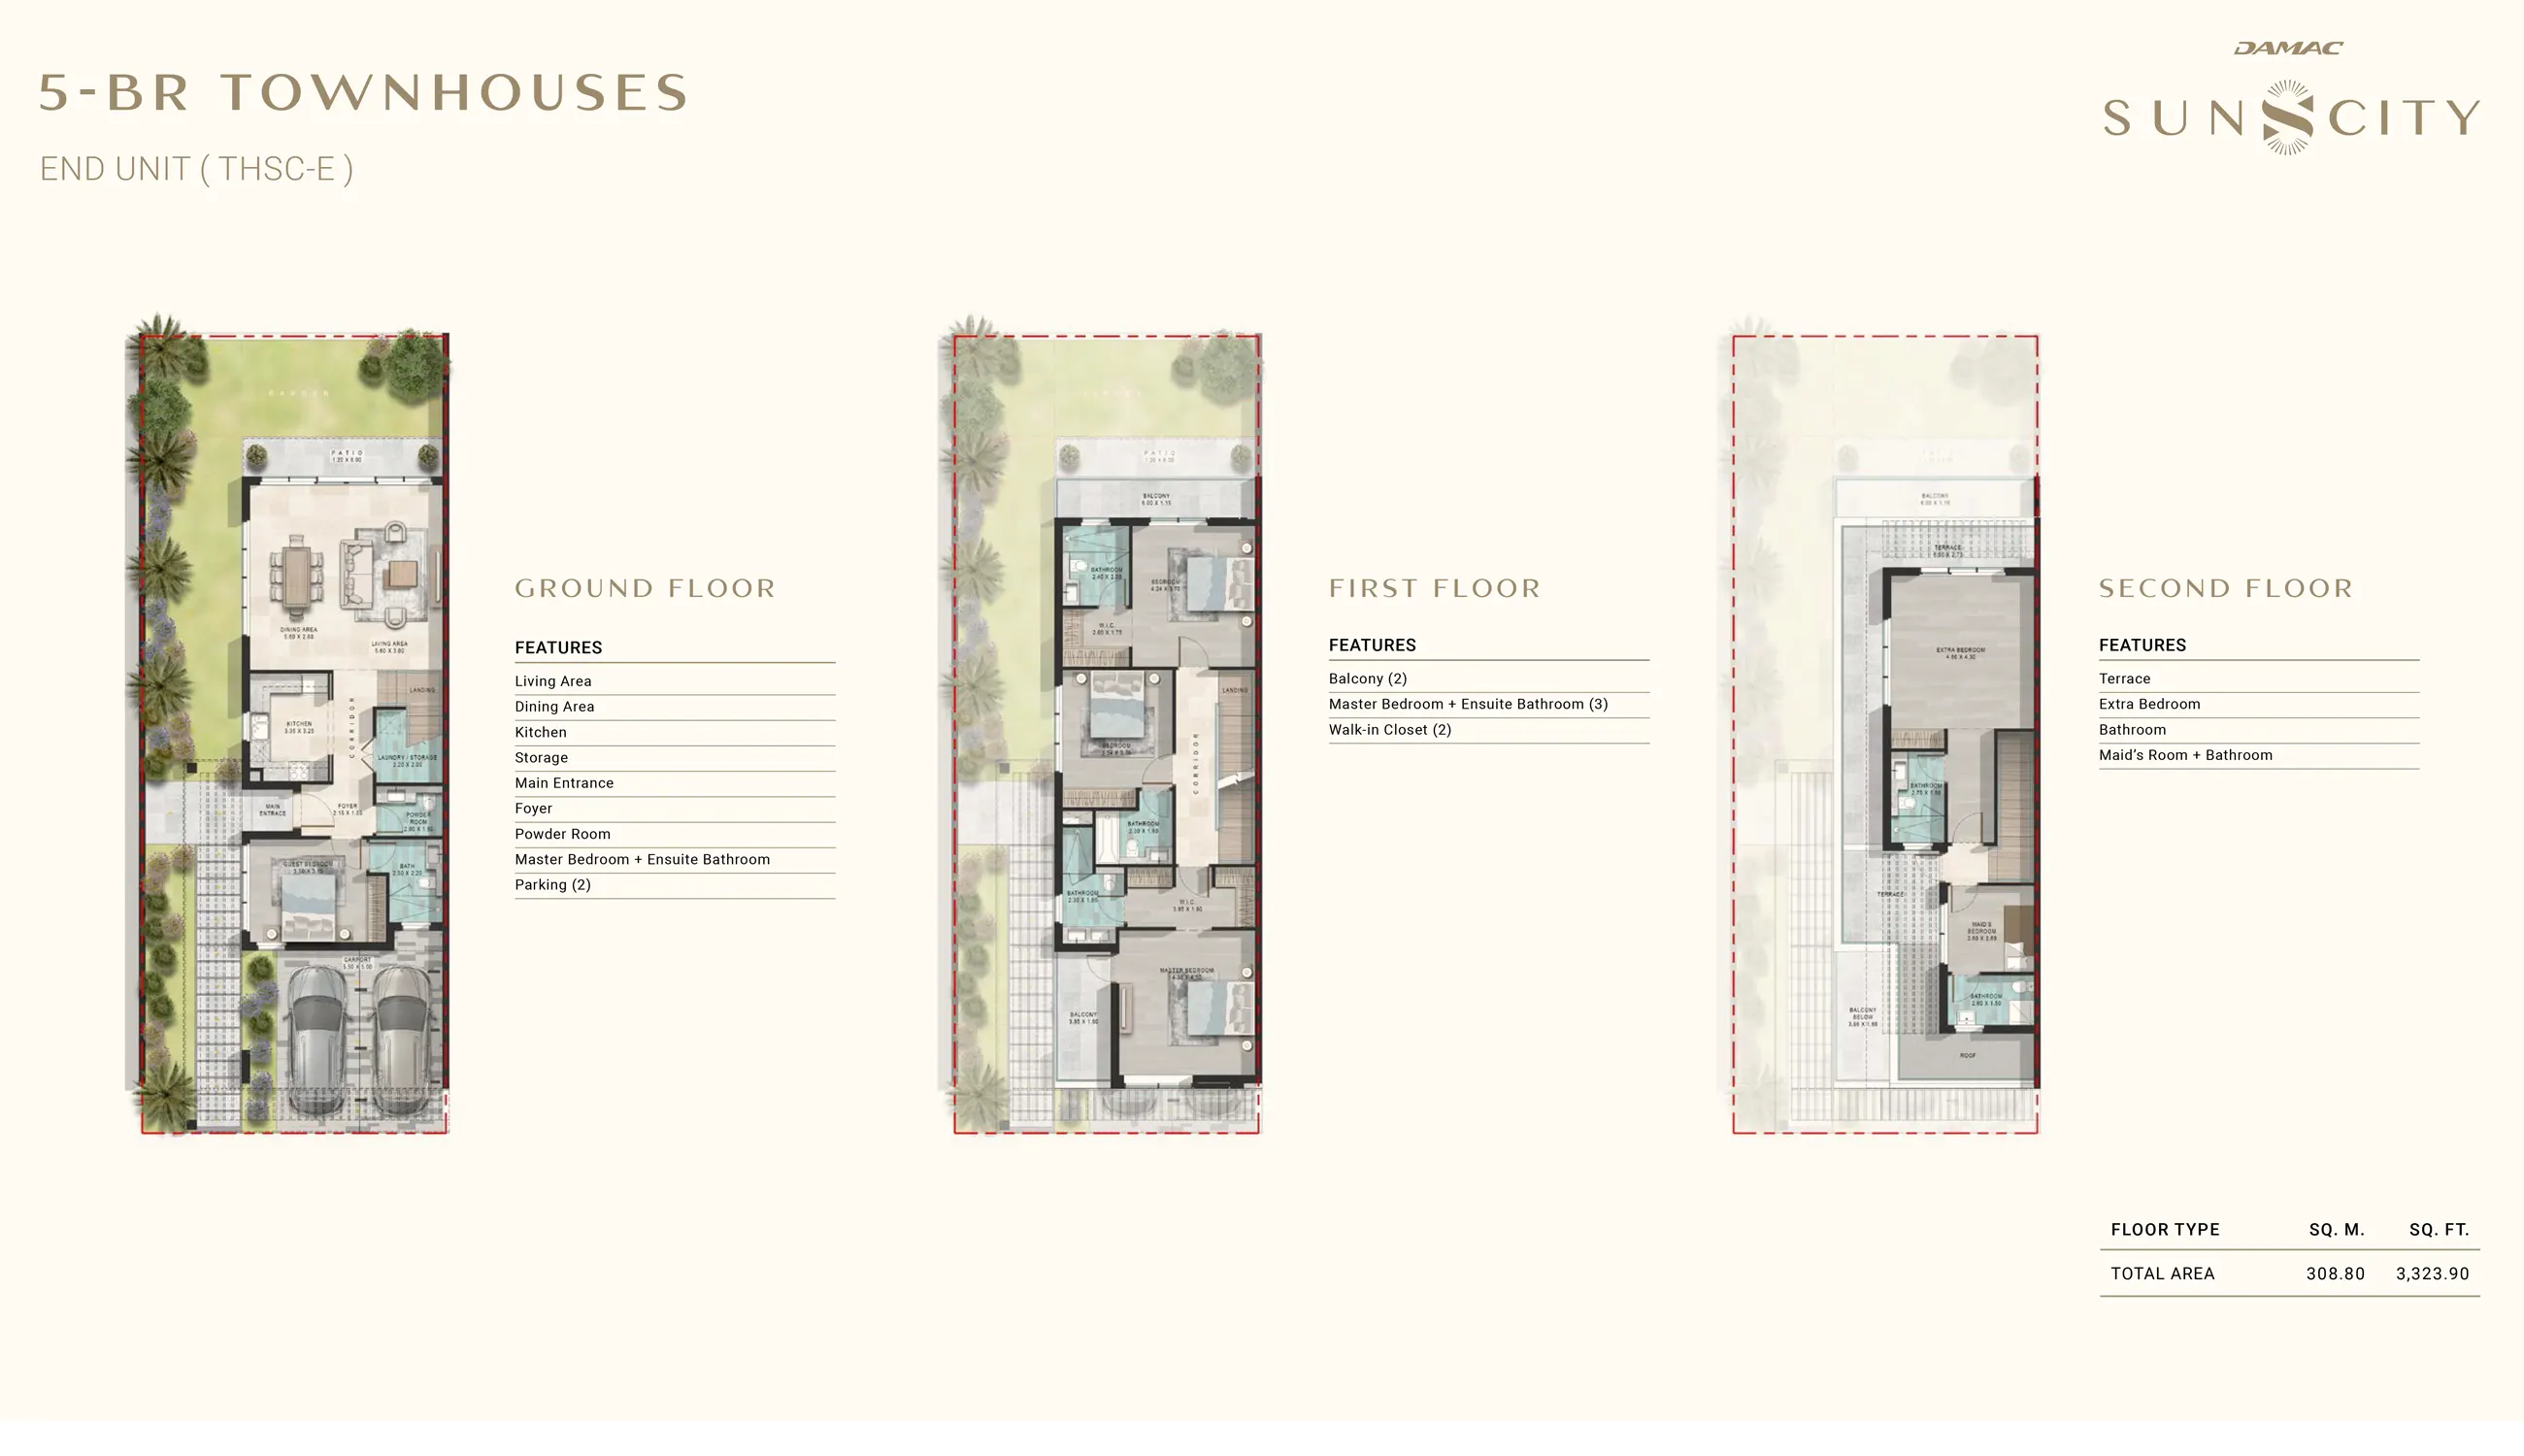 5-BR TOWNHOUSES
END UNIT ( THSC-E )
DAMAC
SUN CITY
GARDEN
PATIO
DINING AREA
LIVING AREA
KITCHEN
CORRIDOR
LANDING
LAUNDRY / STORAGE
MAIN
ENTRACE
FOYER
POWDER
ROOM
GUEST BEDROOM
BATH
CARPORT
GROUND FLOOR
FEATURES
Living Area
Dining Area
Kitchen
Storage
Main Entrance
Foyer
Powder Room
Master Bedroom + Ensuite Bathroom
Parking (2)
PATIO
BALCONY
BATHROOM
BEDROOM
W.I.C.
LANDING
BEDROOM
CORRIDOR
BATHROOM
BATHROOM
W.I.C.
MASTER BEDROOM
BALCONY
FIRST FLOOR
FEATURES
Balcony (2)
Master Bedroom + Ensuite Bathroom (3)
Walk-in Closet (2)
BALCONY
TERRACE
EXTRA BEDROOM
BATHROOM
TERRACE
MAID'S
BEDROOM
BATHROOM
BALCONY
BELOW
ROOF
SECOND FLOOR
FEATURES
Terrace
Extra Bedroom
Bathroom
Maid’s Room + Bathroom
FLOOR TYPE SQ. M. SQ. FT.
TOTAL AREA 308.80 3,323.90